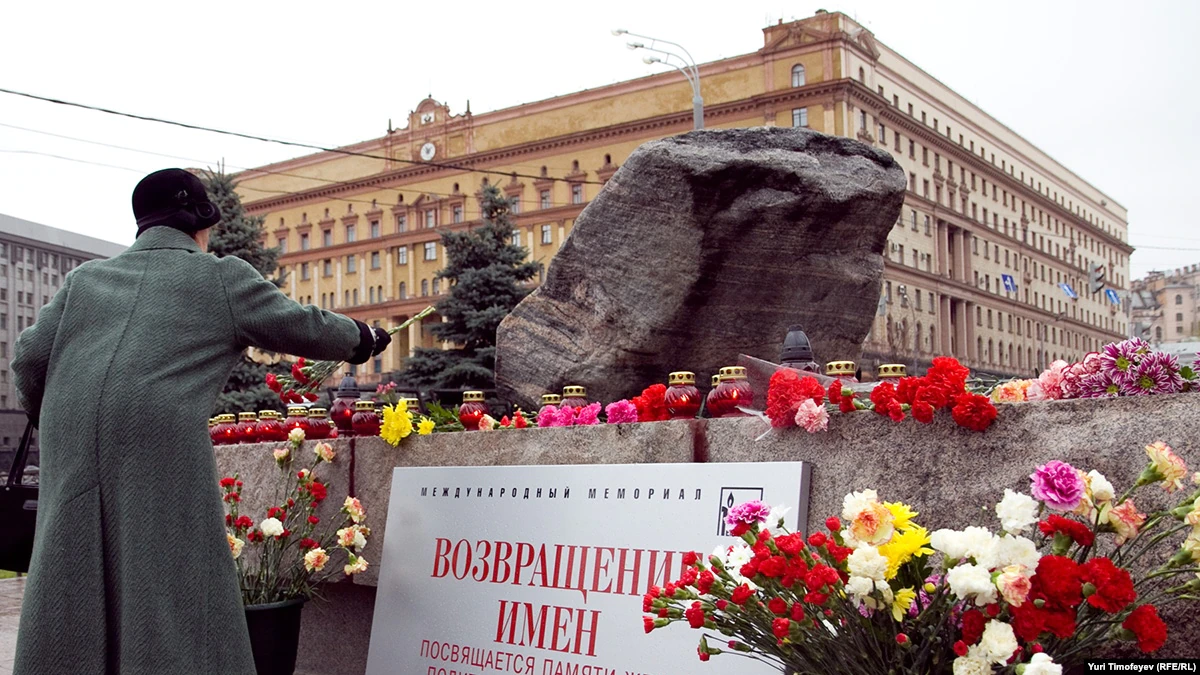 МЕЖДУНАРОДНЫЙ МЕМОРИАЛ
ВОЗВРАЩЕНИ
ИМЕН
ПОСВЯЩАЕТСЯ ПАМЯТИ
Yuri Timofeyev (RFE/RL)